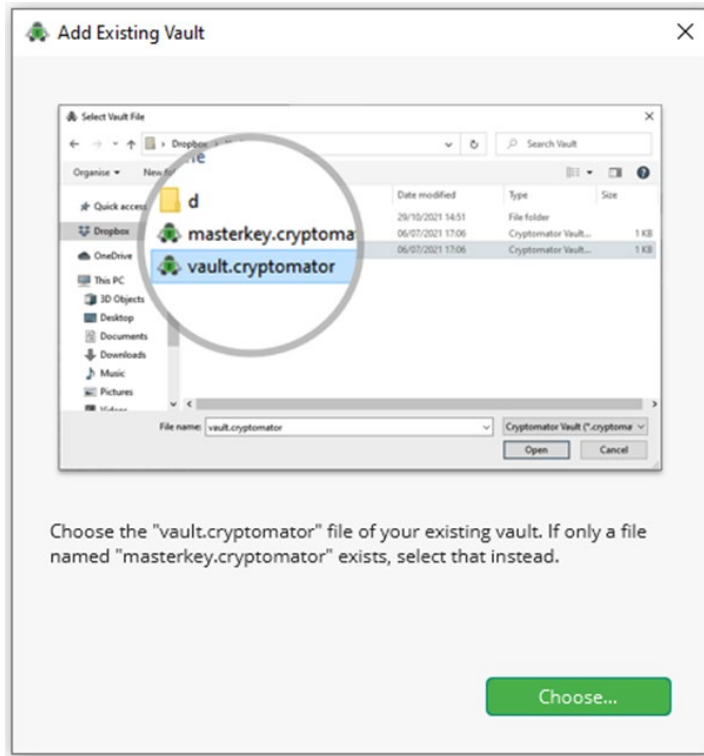 Add Existing Vault
Select Vault File
Dropbox
Search Vault
Organise
d
Date modified
Type
Size
Quick access
29/10/2021 14:51
File folder
masterkey.cryptoma
06/07/2021 17:06
Cryptomator Vault...
1 KB
Dropbox
vault.cryptomator
06/07/2021 17:06
Cryptomator Vault...
1 KB
OneDrive
This PC
3D Objects
Desktop
Documents
Downloads
Music
Pictures
File name: vault.cryptomator
Cryptomator Vault (*.cryptoma
Open
Cancel
Choose the "vault.cryptomator" file of your existing vault. If only a file
named "masterkey.cryptomator" exists, select that instead.
Choose...